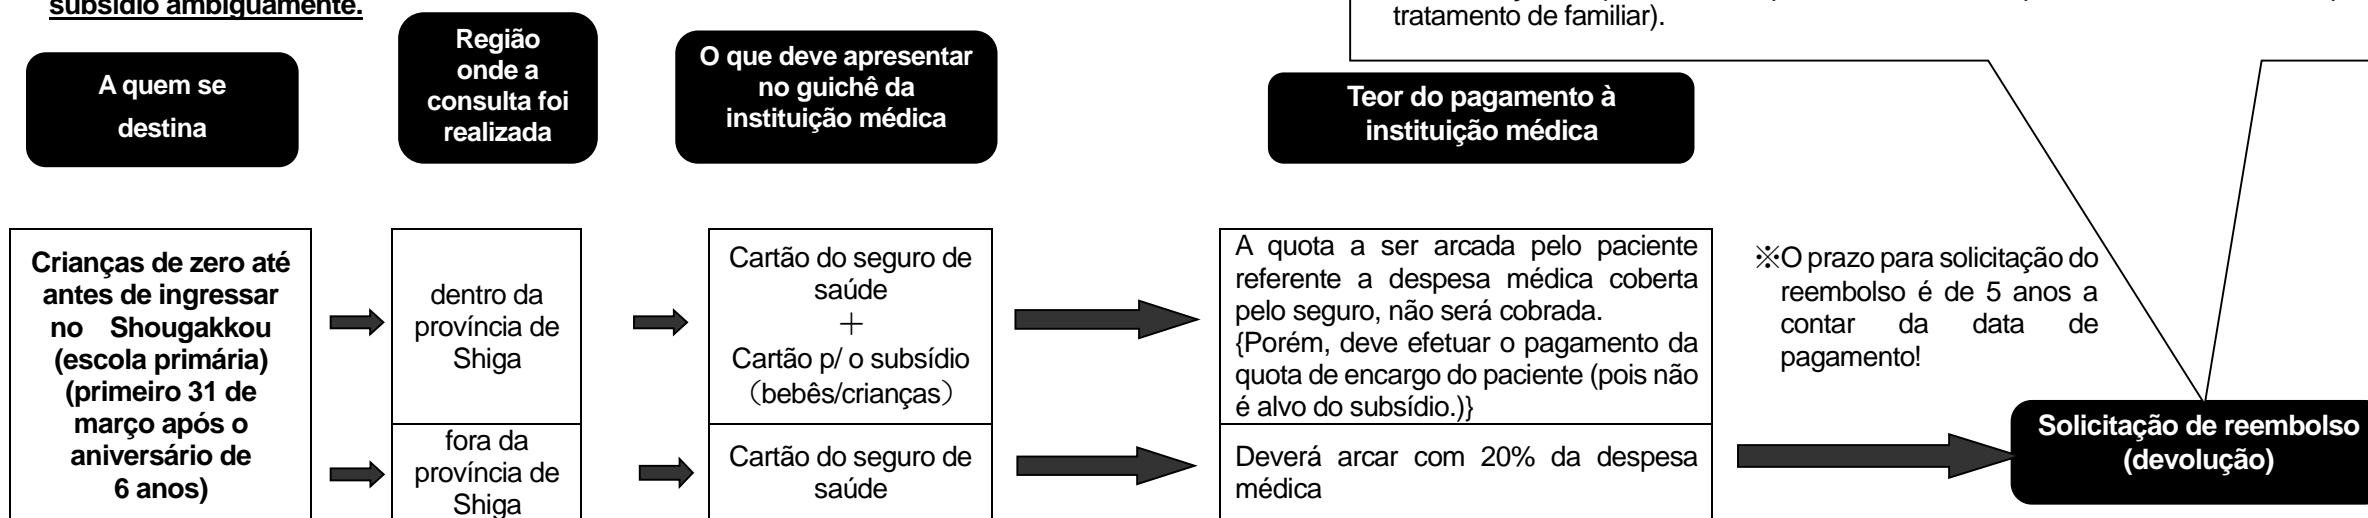 subsídio ambiguamente.
tratamento de familiar).
A quem se
destina
Região
onde a
consulta foi
realizada
O que deve apresentar
no guichê da
instituição médica
Teor do pagamento à
instituição médica
Crianças de zero até
antes de ingressar
no Shougakkou
(escola primária)
(primeiro 31 de
março após o
aniversário de
6 anos)
dentro da
província de
Shiga
Cartão do seguro de
saúde
＋
Cartão p/ o subsídio
（bebês/crianças）
A quota a ser arcada pelo paciente
referente a despesa médica coberta
pelo seguro, não será cobrada.
{Porém, deve efetuar o pagamento da
quota de encargo do paciente (pois não
é alvo do subsídio.)}
※O prazo para solicitação do
reembolso é de 5 anos a
contar da data de
pagamento!
fora da
província de
Shiga
Cartão do seguro de
saúde
Deverá arcar com 20% da despesa
médica
Solicitação de reembolso
(devolução)